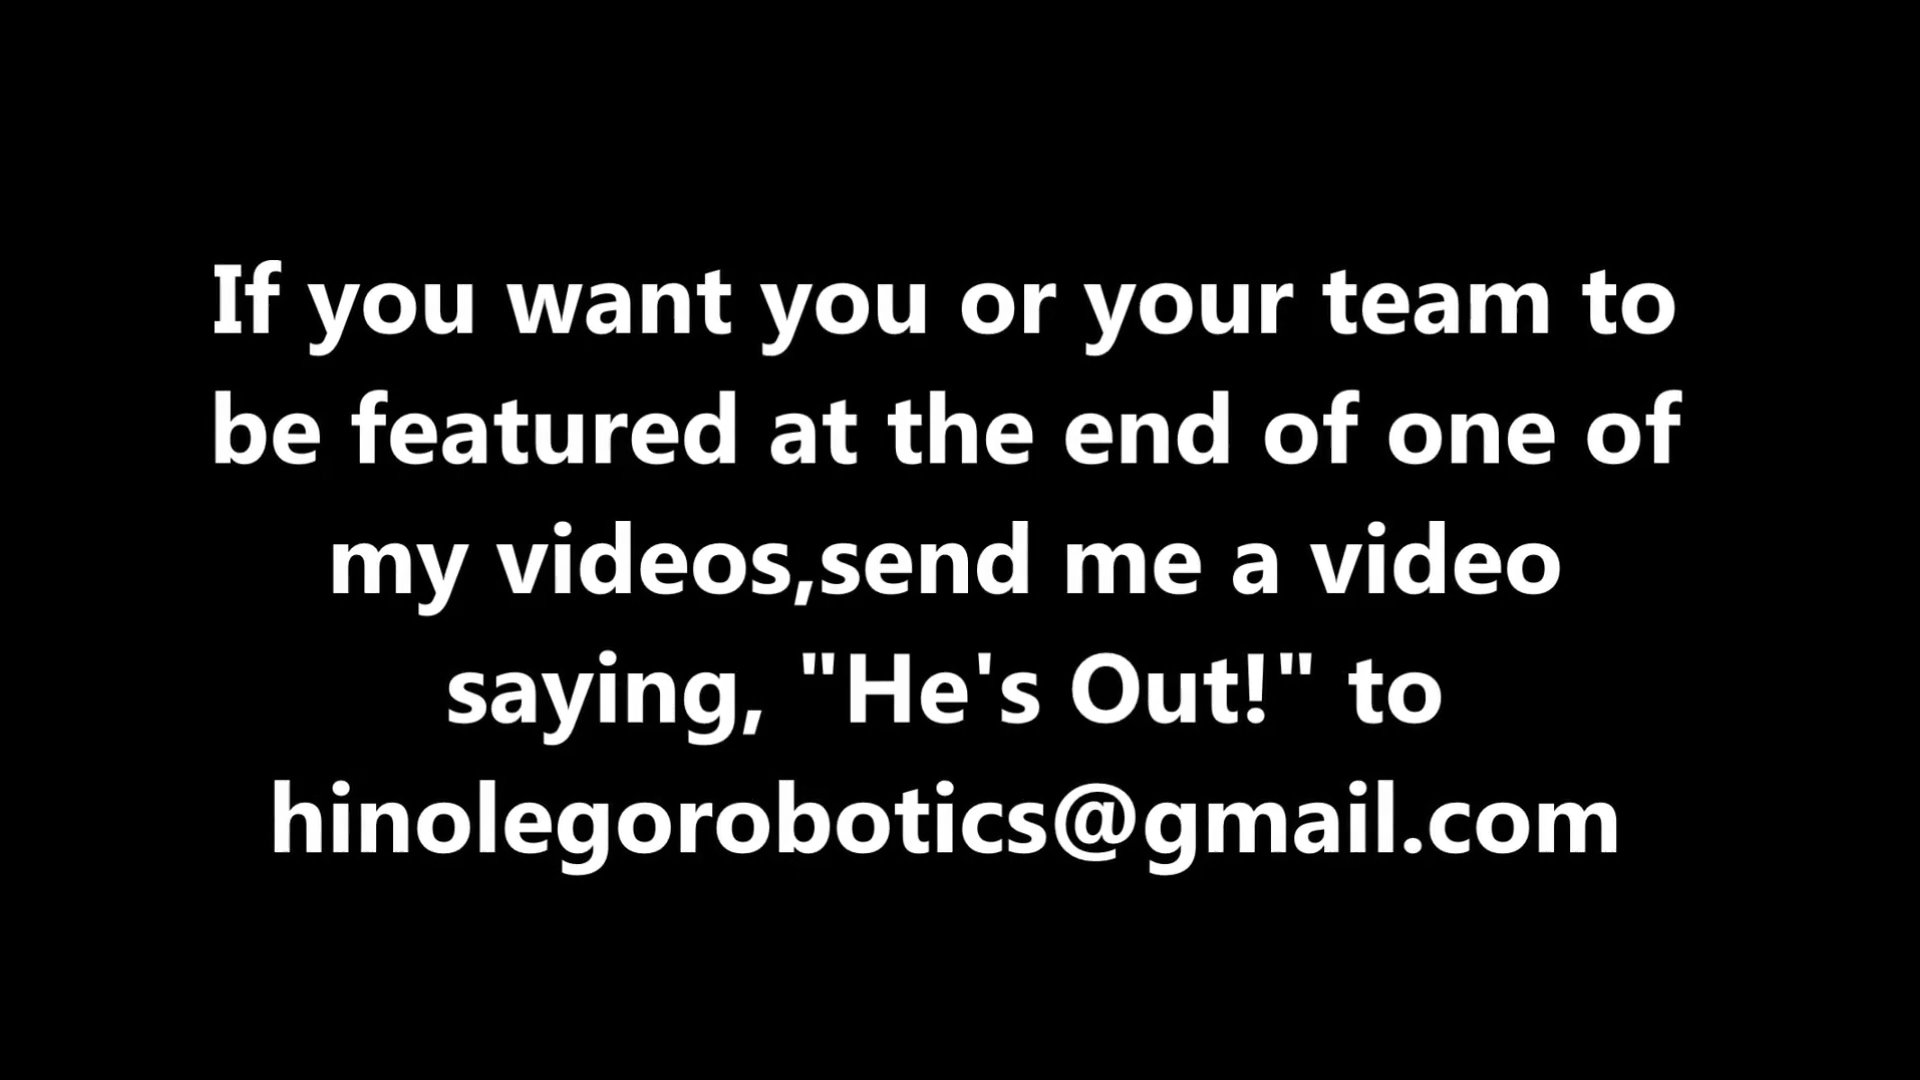 If you want you or your team to
be featured at the end of one of
my videos,send me a video
saying, "He's Out!" to
hinolegorobotics@gmail.com